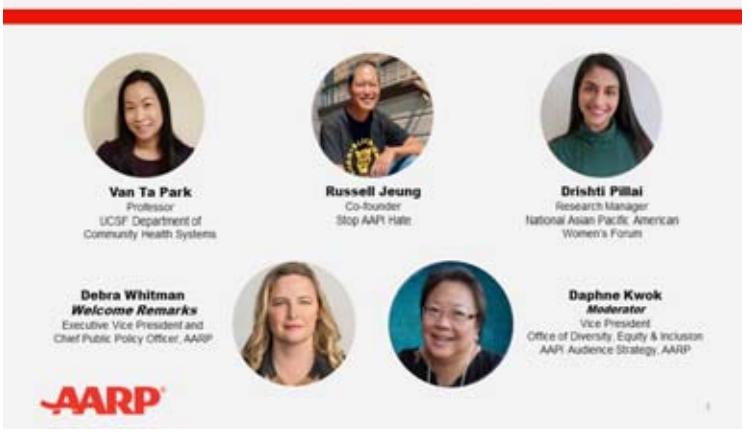 Van Ta Park
Professor
UCSF Department of
Community Health Systems
Russell Jeung
Co-founder
Stop AAPI Hate
Drishti Pillai
Research Manager
National Asian Pacific American
Women's Forum
Debra Whitman
Welcome Remarks
Executive Vice President and
Chief Public Policy Officer, AARP
Daphne Kwok
Moderator
Vice President
Office of Diversity, Equity & Inclusion
AAPI Audience Strategy, AARP
AARP®